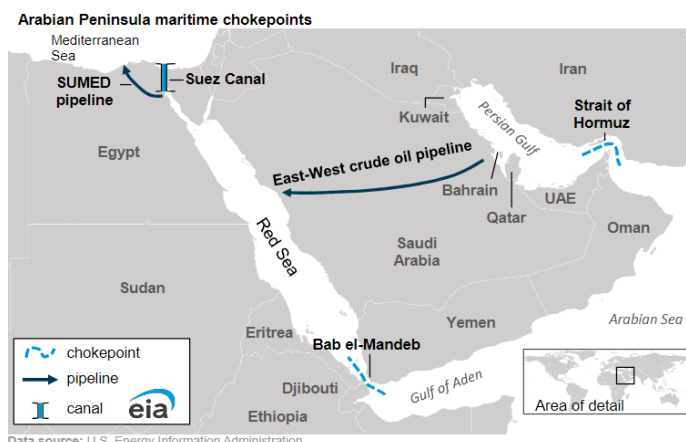 Arabian Peninsula maritime chokepoints
Mediterranean
Sea
SUMED
pipeline
Suez Canal
Iraq
Iran
Kuwait
Persian Gulf
Strait of
Hormuz
Egypt
East-West crude oil pipeline
Bahrain
Qatar
UAE
Oman
Red Sea
Saudi
Arabia
Sudan
Arabian Sea
Eritrea
Yemen
Bab el-Mandeb
Djibouti
Gulf of Aden
Ethiopia
chokepoint
pipeline
canal
eia
Area of detail
Data source: U.S. Energy Information Administration